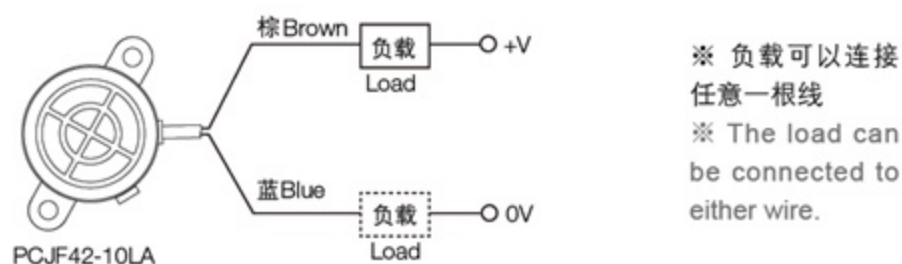 棕Brown
负载
Load
+V
蓝Blue
负载
Load
0V
PCJF42-10LA
※ 负载可以连接
任意一根线
※ The load can
be connected to
either wire.